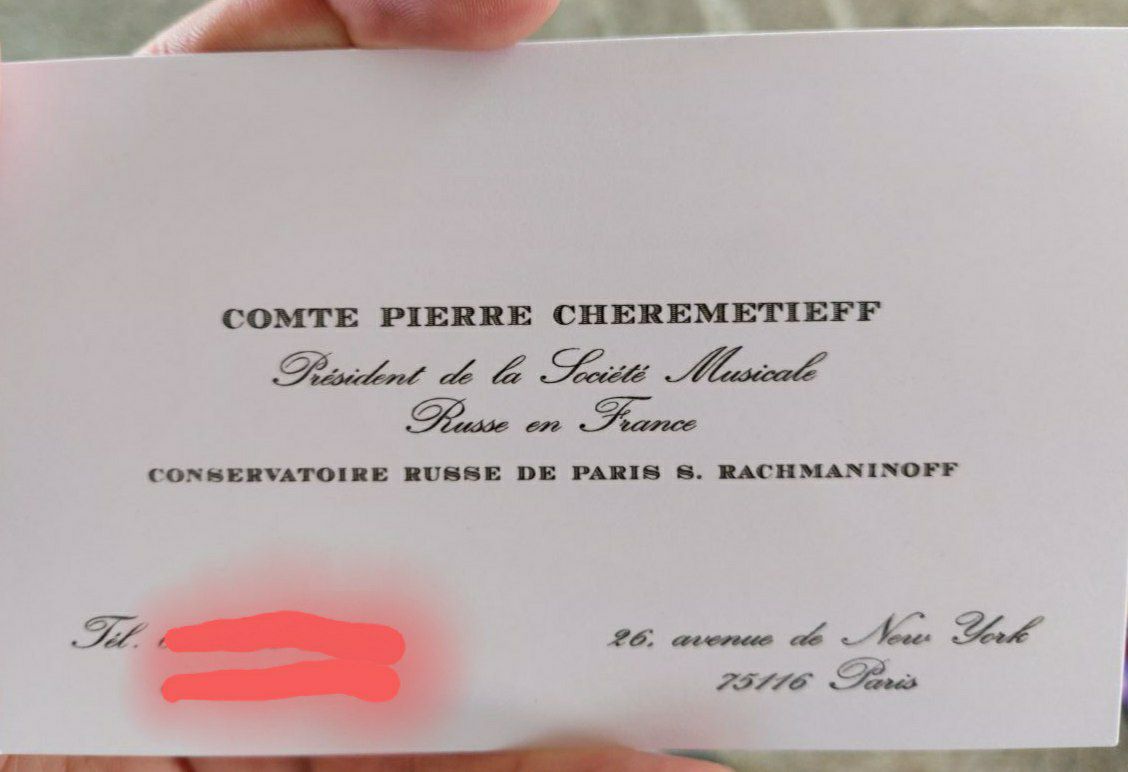 COMTE PIERRE CHEREMETIEFF
Président de la Société Musicale
Russe en France
CONSERVATOIRE RUSSE DE PARIS S. RACHMANINOFF
Tél.
26, avenue de New York
75116 Paris